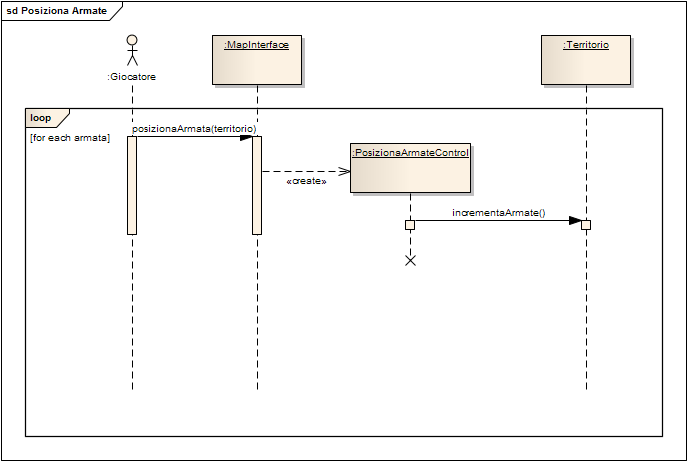 sd Posiziona Armate
:Giocatore
:MapInterface
:Territorio
loop
[for each armata]
posizionaArmata(territorio)
:PosizionaArmateControl
«create»
incrementaArmate()